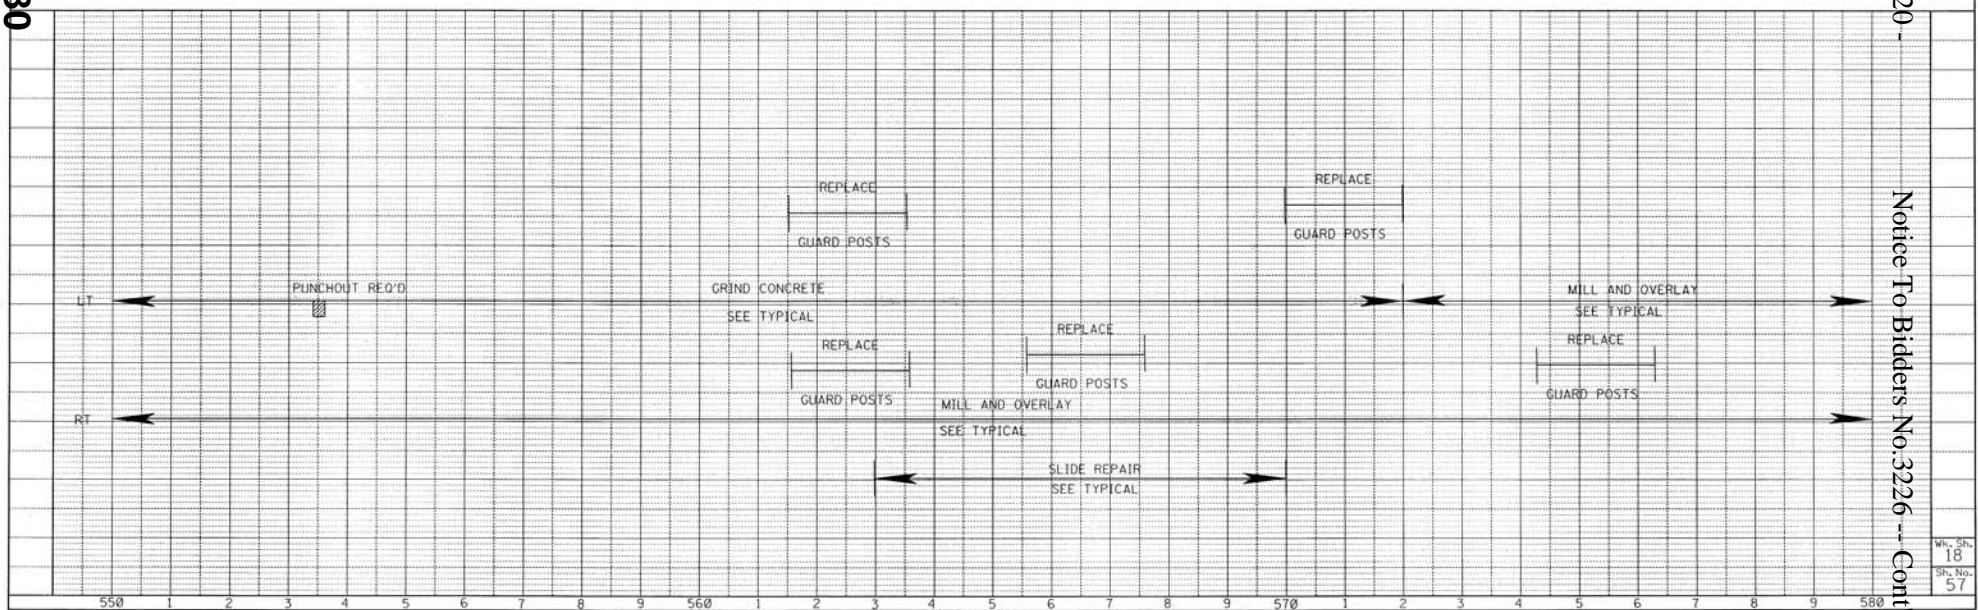 30
20 -
Notice To Bidders No.3226 -- Cont
REPLACE
GUARD POSTS
REPLACE
GUARD POSTS
LT
PUNCHOUT REQ'D
GRIND CONCRETE
SEE TYPICAL
MILL AND OVERLAY
SEE TYPICAL
REPLACE
GUARD POSTS
REPLACE
GUARD POSTS
REPLACE
GUARD POSTS
RT
MILL AND OVERLAY
SEE TYPICAL
SLIDE REPAIR
SEE TYPICAL
Wk. Sh.
18
Sh. No.
57
550 1 2 3 4 5 6 7 8 9 560 1 2 3 4 5 6 7 8 9 570 1 2 3 4 5 6 7 8 9 580